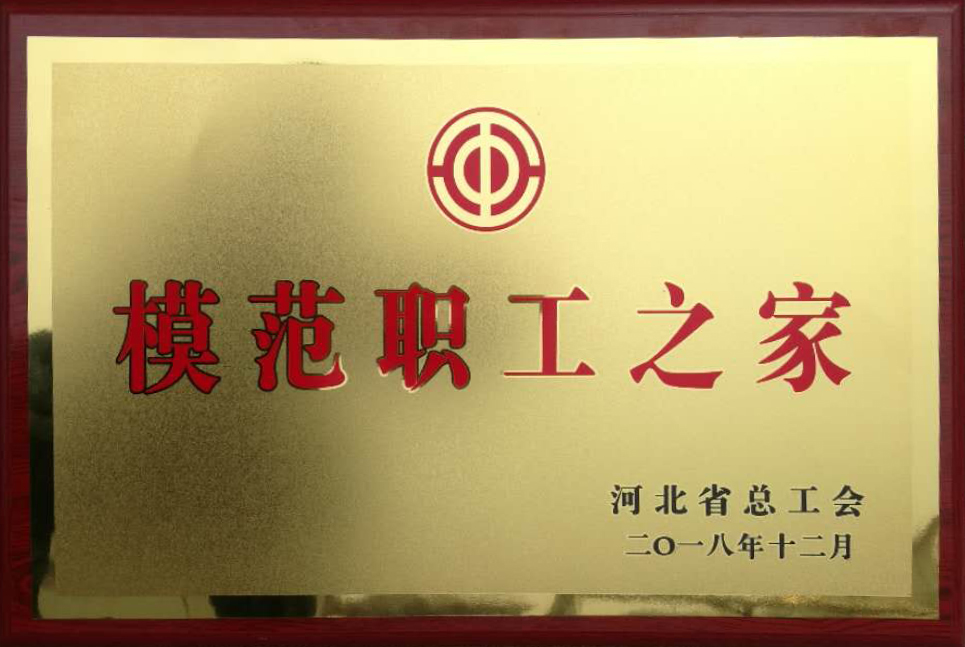 模范职工之家
河北省总工会
二〇一八年十二月